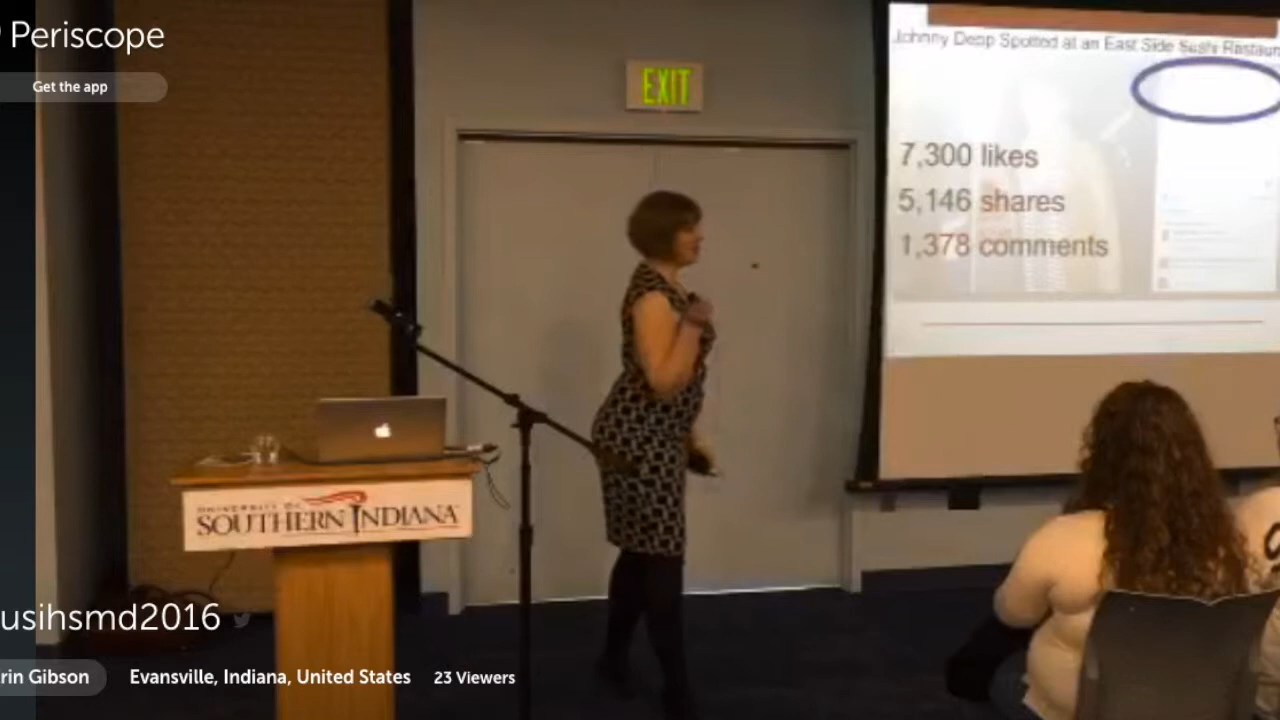 Periscope
Get the app
EXIT
Johnny Depp Spotted at an East Side Sushi Rastaur
7,300 likes
5,146 shares
1,378 comments
UNIVERSITY OF
SOUTHERN INDIANA
usihsmd2016
rin Gibson
Evansville, Indiana, United States
23 Viewers